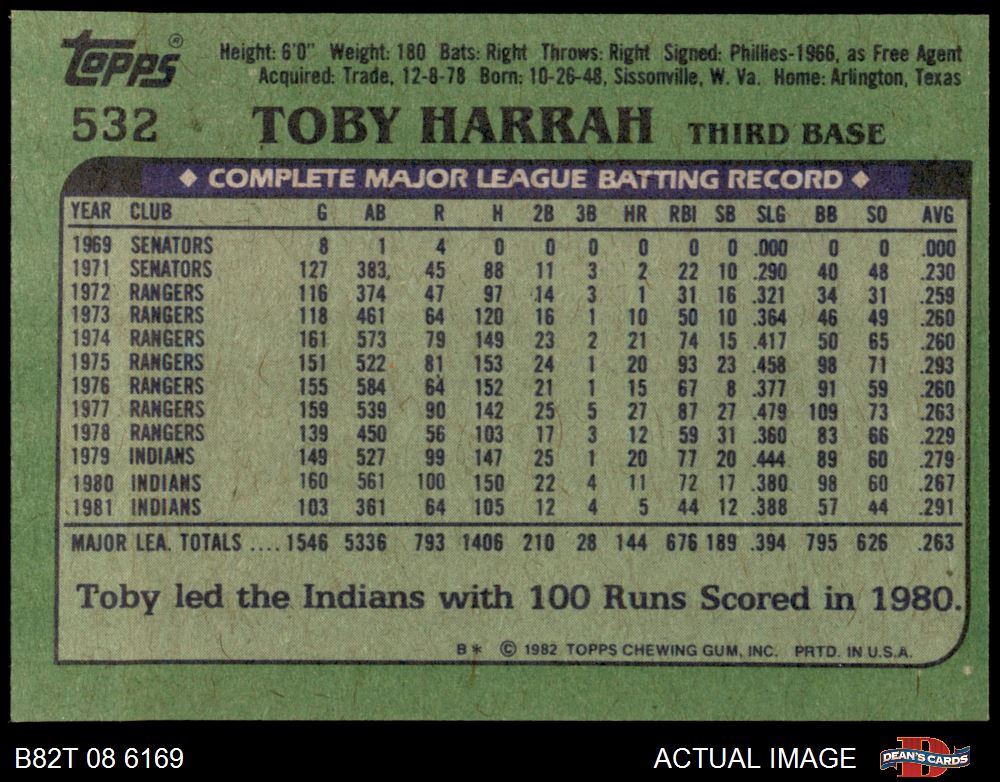 Topps®
Height: 6'0" Weight: 180 Bats: Right Throws: Right Signed: Phillies-1966, as Free Agent
Acquired: Trade, 12-8-78 Born: 10-26-48, Sissonville, W. Va. Home: Arlington, Texas
532 TOBY HARRAH THIRD BASE
◆ COMPLETE MAJOR LEAGUE BATTING RECORD ◆
YEAR CLUB G AB R H 2B 3B HR RBI SB SLG BB SO AVG
1969 SENATORS 8 1 4 0 0 0 0 0 0 .000 0 0 .000
1971 SENATORS 127 383 45 88 11 3 2 22 10 .290 40 48 .230
1972 RANGERS 116 374 47 97 14 3 1 31 16 .321 34 31 .259
1973 RANGERS 118 461 64 120 16 1 10 50 10 .364 46 49 .260
1974 RANGERS 161 573 79 149 23 2 21 74 15 .417 50 65 .260
1975 RANGERS 151 522 81 153 24 1 20 93 23 .458 98 71 .293
1976 RANGERS 155 584 64 152 21 1 15 67 8 .377 91 59 .260
1977 RANGERS 159 539 90 142 25 5 27 87 27 .479 109 73 .263
1978 RANGERS 139 450 56 103 17 3 12 59 31 .360 83 66 .229
1979 INDIANS 149 527 99 147 25 1 20 77 20 .444 89 60 .279
1980 INDIANS 160 561 100 150 22 4 11 72 17 .380 98 60 .267
1981 INDIANS 103 361 64 105 12 4 5 44 12 .388 57 44 .291
MAJOR LEA. TOTALS .... 1546 5336 793 1406 210 28 144 676 189 .394 795 626 .263
Toby led the Indians with 100 Runs Scored in 1980.
B* © 1982 TOPPS CHEWING GUM, INC. PRTD. IN U.S.A.
B82T 08 6169 ACTUAL IMAGE DEAN'S CARDS